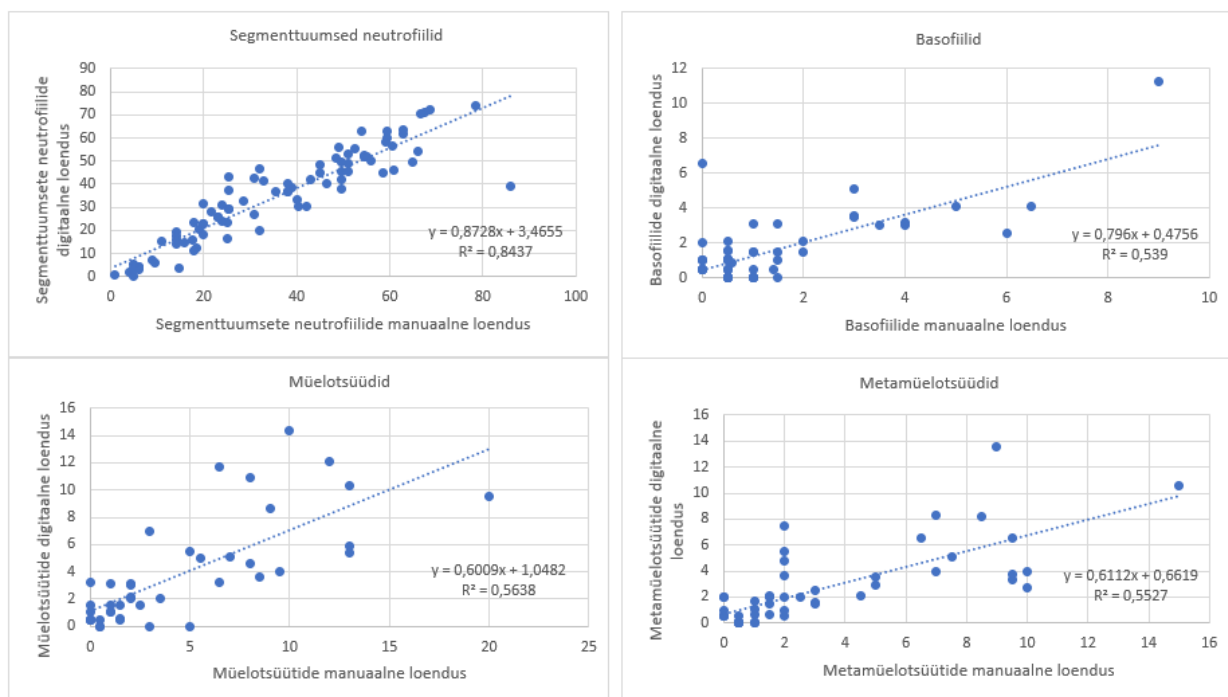 Segmenttuumsed neutrofiilid
Segmenttuumsete neutrofiilide
digitaalne loendus
90
80
70
60
50
40
30
20
10
0
y = 0,8728x + 3,4655
R² = 0,8437
0 20 40 60 80 100
Segmenttuumsete neutrofiilide manuaalne loendus
Basofiilid
Basofiilide digitaalne loendus
12
10
8
6
4
2
0
y = 0,796x + 0,4756
R² = 0,539
0 2 4 6 8 10
Basofiilide manuaalne loendus
Müelotsüüdid
Müelotsüütide digitaalne loendus
16
14
12
10
8
6
4
2
0
y = 0,6009x + 1,0482
R² = 0,5638
0 5 10 15 20 25
Müelotsüütide manuaalne loendus
Metamüelotsüüdid
Metamüelotsüütide digitaalne
loendus
16
14
12
10
8
6
4
2
0
y = 0,6112x + 0,6619
R² = 0,5527
0 2 4 6 8 10 12 14 16
Metamüelotsüütide manuaalne loendus